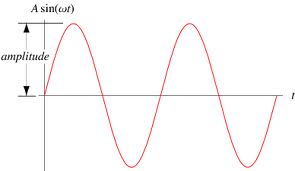 A sin(ωt)
amplitude
t